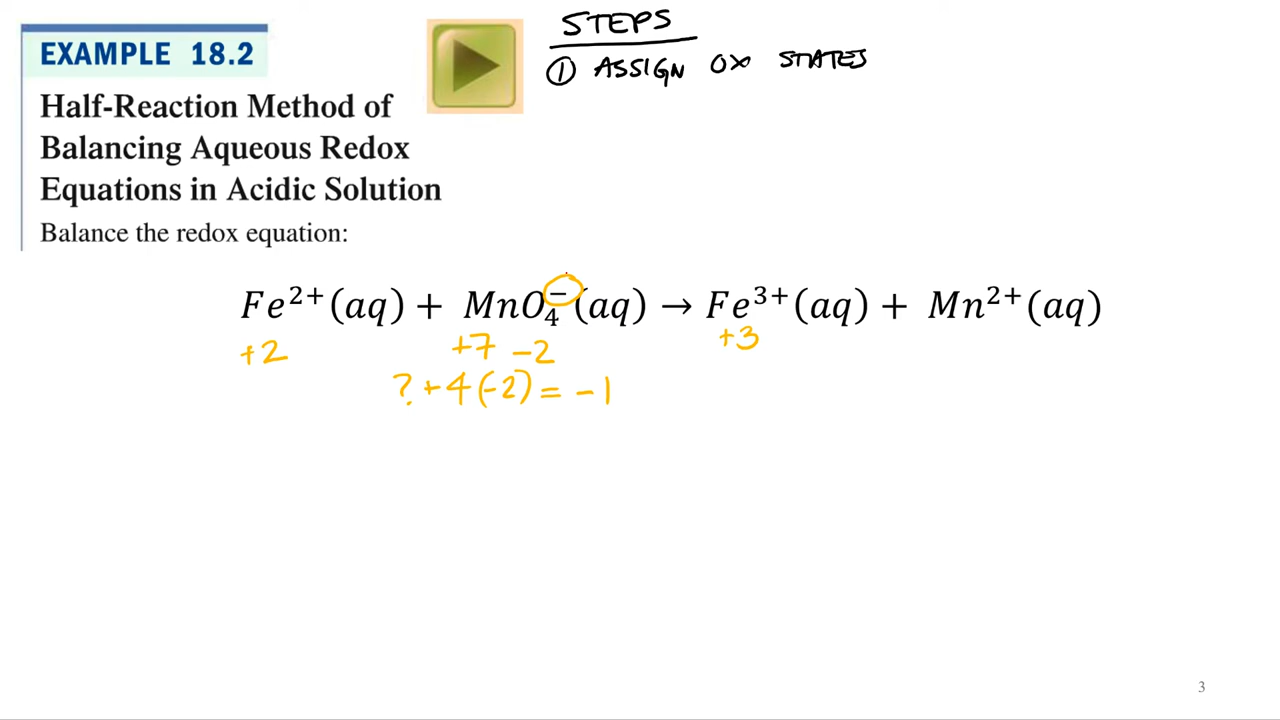 STEPS
① ASSIGN OX STATES
EXAMPLE 18.2
Half-Reaction Method of
Balancing Aqueous Redox
Equations in Acidic Solution
Balance the redox equation:
Fe²⁺(aq) + MnO₄⁻(aq) → Fe³⁺(aq) + Mn²⁺(aq)
+2 +7 -2 +3
? + 4(-2) = -1
3